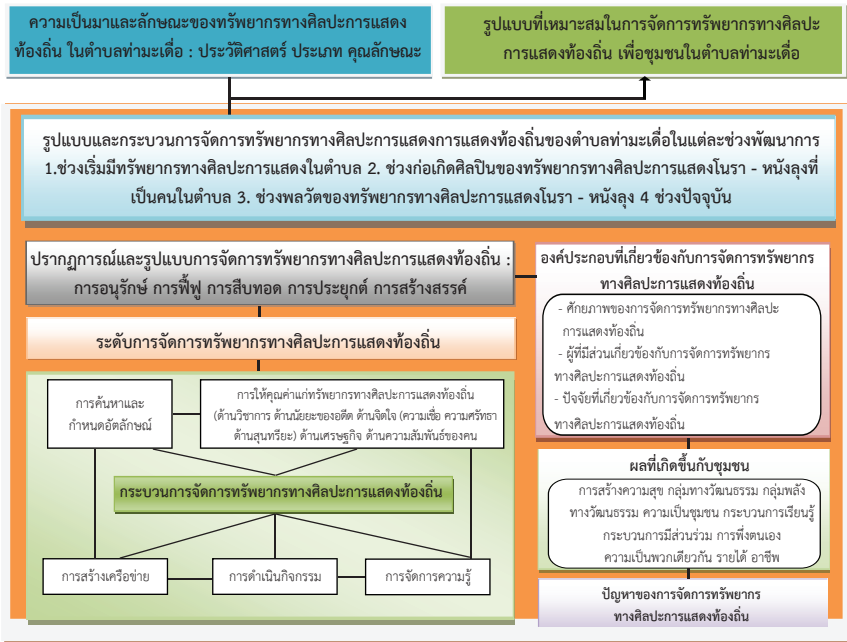 ความเป็นมาและลักษณะของทรัพยากรทางศิลปะการแสดง
ท้องถิ่น ในตำบลท่ามะเดื่อ : ประวัติศาสตร์ ประเภท คุณลักษณะ
รูปแบบที่เหมาะสมในการจัดการทรัพยากรทางศิลปะ
การแสดงท้องถิ่น เพื่อชุมชนในตำบลท่ามะเดื่อ
รูปแบบและกระบวนการจัดการทรัพยากรทางศิลปะการแสดงการแสดงท้องถิ่นของตำบลท่ามะเดื่อในแต่ละช่วงพัฒนาการ
1.ช่วงเริ่มมีทรัพยากรทางศิลปะการแสดงในตำบล 2. ช่วงก่อเกิดศิลปินของทรัพยากรทางศิลปะการแสดงโนรา - หนังลุงที่
เป็นคนในตำบล 3. ช่วงพลวัตของทรัพยากรทางศิลปะการแสดงโนรา - หนังลุง 4 ช่วงปัจจุบัน
ปรากฏการณ์และรูปแบบการจัดการทรัพยากรทางศิลปะการแสดงท้องถิ่น :
การอนุรักษ์ การฟื้ฟู การสืบทอด การประยุกต์ การสร้างสรรค์
ระดับการจัดการทรัพยากรทางศิลปะการแสดงท้องถิ่น
การค้นหาและ
กำหนดอัตลักษณ์
การให้คุณค่าแก่ทรัพยากรทางศิลปะการแสดงท้องถิ่น
(ด้านวิชาการ ด้านนัยยะของอดีต ด้านจิตใจ (ความเชื่อ ความศรัทธา
ด้านสุนทรียะ) ด้านเศรษฐกิจ ด้านความสัมพันธ์ของคน
กระบวนการจัดการทรัพยากรทางศิลปะการแสดงท้องถิ่น
การสร้างเครือข่าย
การดำเนินกิจกรรม
การจัดการความรู้
องค์ประกอบที่เกี่ยวข้องกับการจัดการทรัพยากร
ทางศิลปะการแสดงท้องถิ่น
- ศักยภาพของการจัดการทรัพยากรทางศิลปะ
การแสดงท้องถิ่น
- ผู้ที่มีส่วนเกี่ยวข้องกับการจัดการทรัพยากร
ทางศิลปะการแสดงท้องถิ่น
- ปัจจัยที่เกี่ยวข้องกับการจัดการทรัพยากร
ทางศิลปะการแสดงท้องถิ่น
ผลที่เกิดขึ้นกับชุมชน
การสร้างความสุข กลุ่มทางวัฒนธรรม กลุ่มพลัง
ทางวัฒนธรรม ความเป็นชุมชน กระบวนการเรียนรู้
กระบวนการมีส่วนร่วม การพึ่งตนเอง
ความเป็นพวกเดียวกัน รายได้ อาชีพ
ปัญหาของการจัดการทรัพยากร
ทางศิลปะการแสดงท้องถิ่น